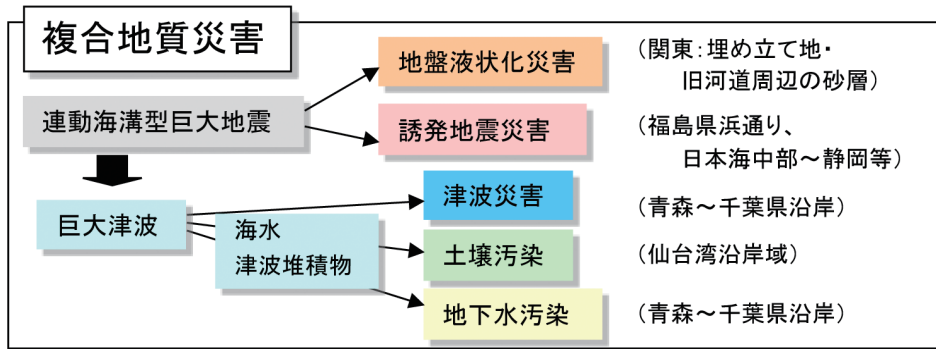 複合地質災害
連動海溝型巨大地震
地盤液状化災害
(関東：埋め立て地・
旧河道周辺の砂層)
誘発地震災害
(福島県浜通り、
日本海中部～静岡等)
巨大津波
海水
津波堆積物
津波災害
(青森～千葉県沿岸)
土壌汚染
(仙台湾沿岸域)
地下水汚染
(青森～千葉県沿岸)